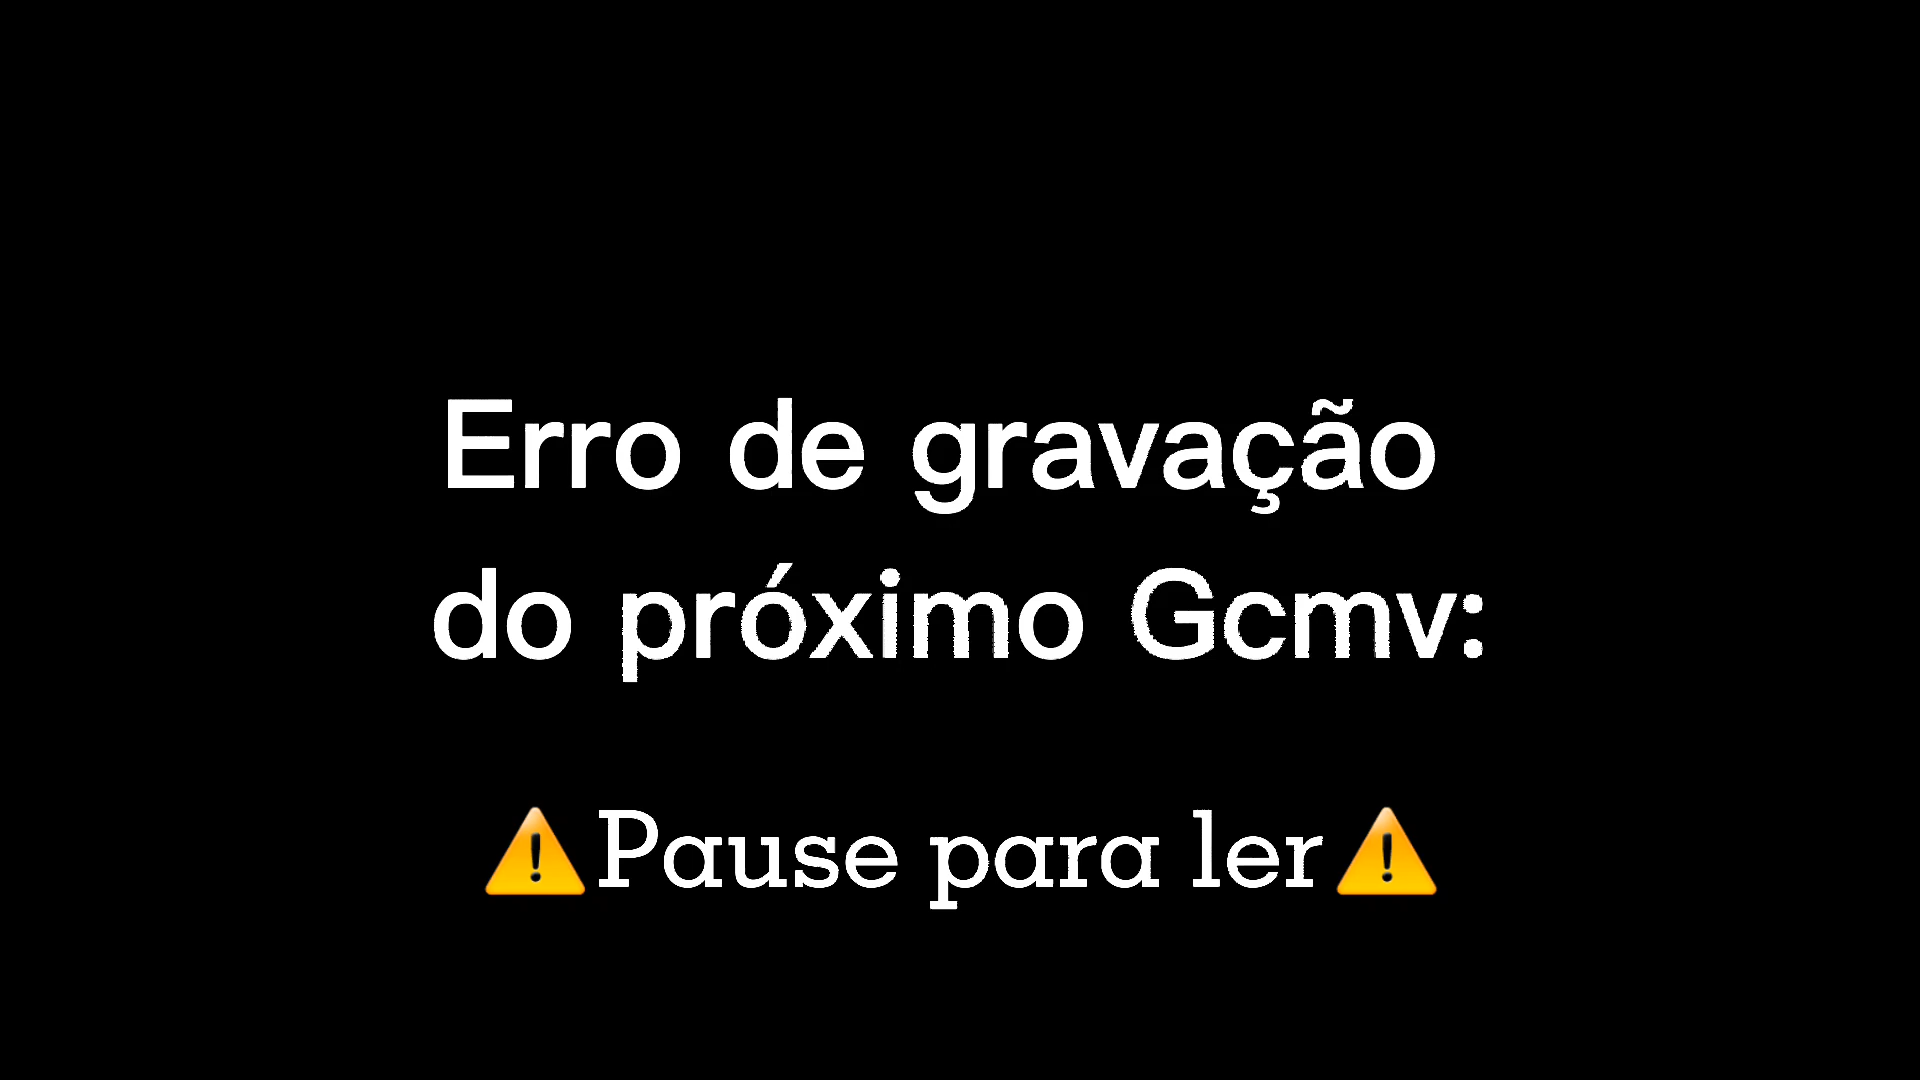 Erro de gravação
do próximo Gcmv:
⚠️Pause para ler⚠️